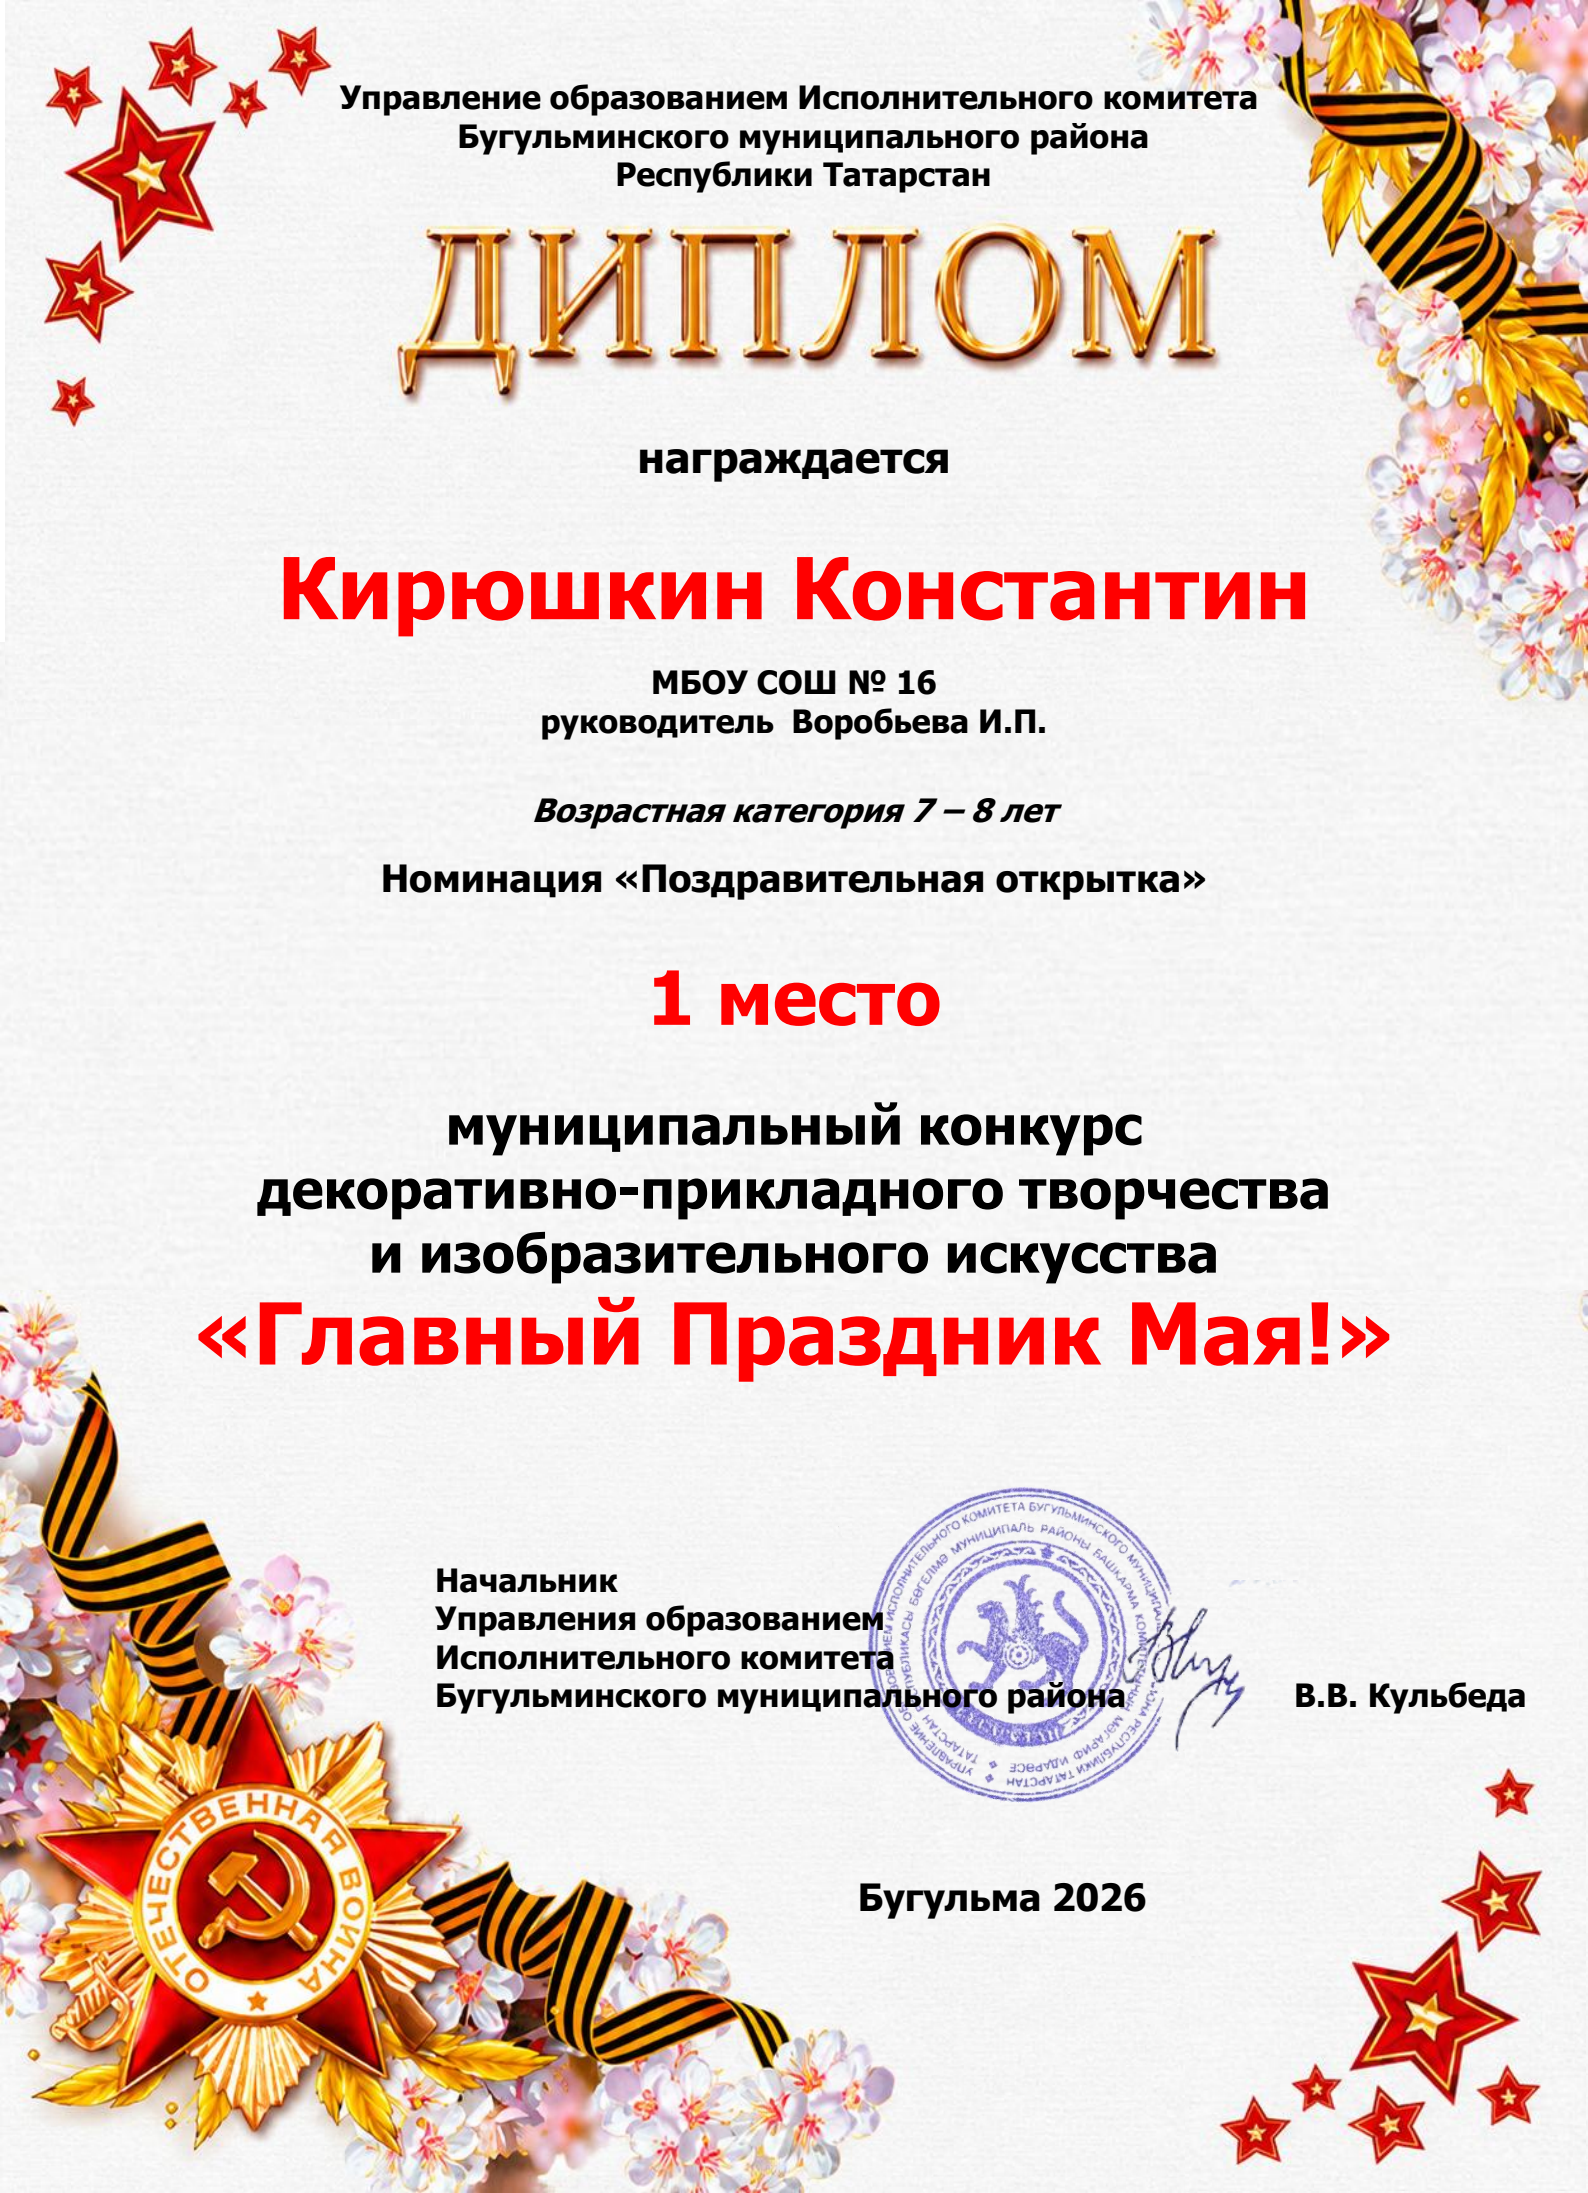 Управление образованием Исполнительного комитета
Бугульминского муниципального района
Республики Татарстан
ДИПЛОМ
награждается
Кирюшкин Константин
МБОУ СОШ № 16
руководитель Воробьева И.П.
Возрастная категория 7 – 8 лет
Номинация «Поздравительная открытка»
1 место
муниципальный конкурс
декоративно-прикладного творчества
и изобразительного искусства
«Главный Праздник Мая!»
Начальник
Управления образованием
Исполнительного комитета
Бугульминского муниципального района В.В. Кульбеда
Бугульма 2026
ОТЕЧЕСТВЕННАЯ ВОЙНА